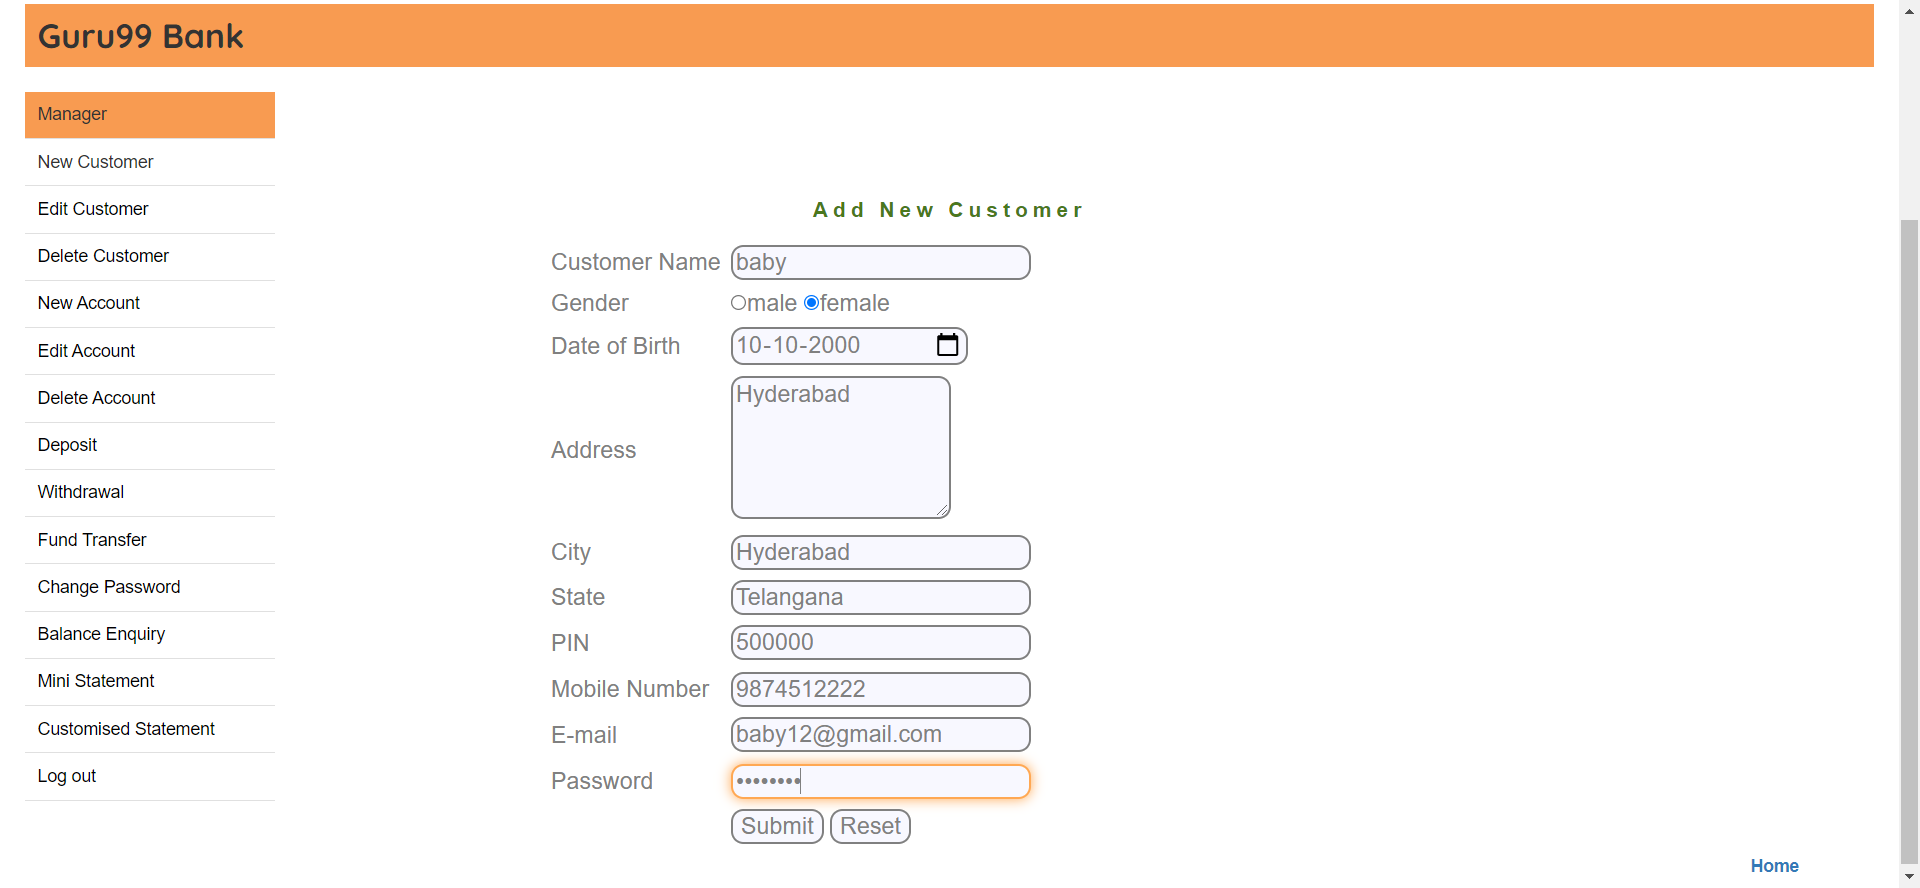 Guru99 Bank
Manager
New Customer
Edit Customer
Delete Customer
New Account
Edit Account
Delete Account
Deposit
Withdrawal
Fund Transfer
Change Password
Balance Enquiry
Mini Statement
Customised Statement
Log out
Add New Customer
Customer Name baby
Gender male female
Date of Birth 10-10-2000
Address Hyderabad
City Hyderabad
State Telangana
PIN 500000
Mobile Number 9874512222
E-mail baby12@gmail.com
Password ••••••••
Submit Reset
Home